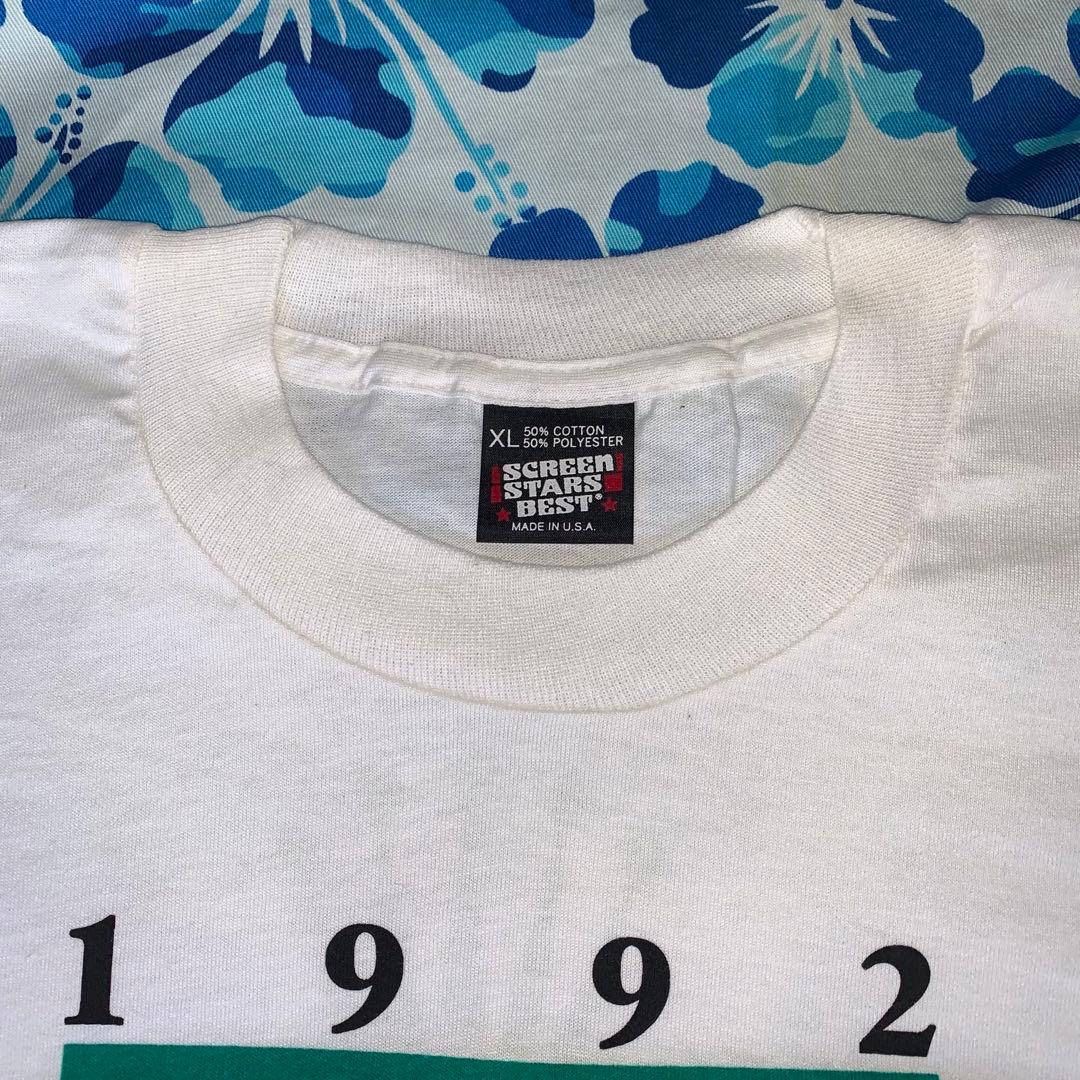 XL 50% COTTON
50% POLYESTER
SCREEN
STARS
BEST®
MADE IN U.S.A.
1992